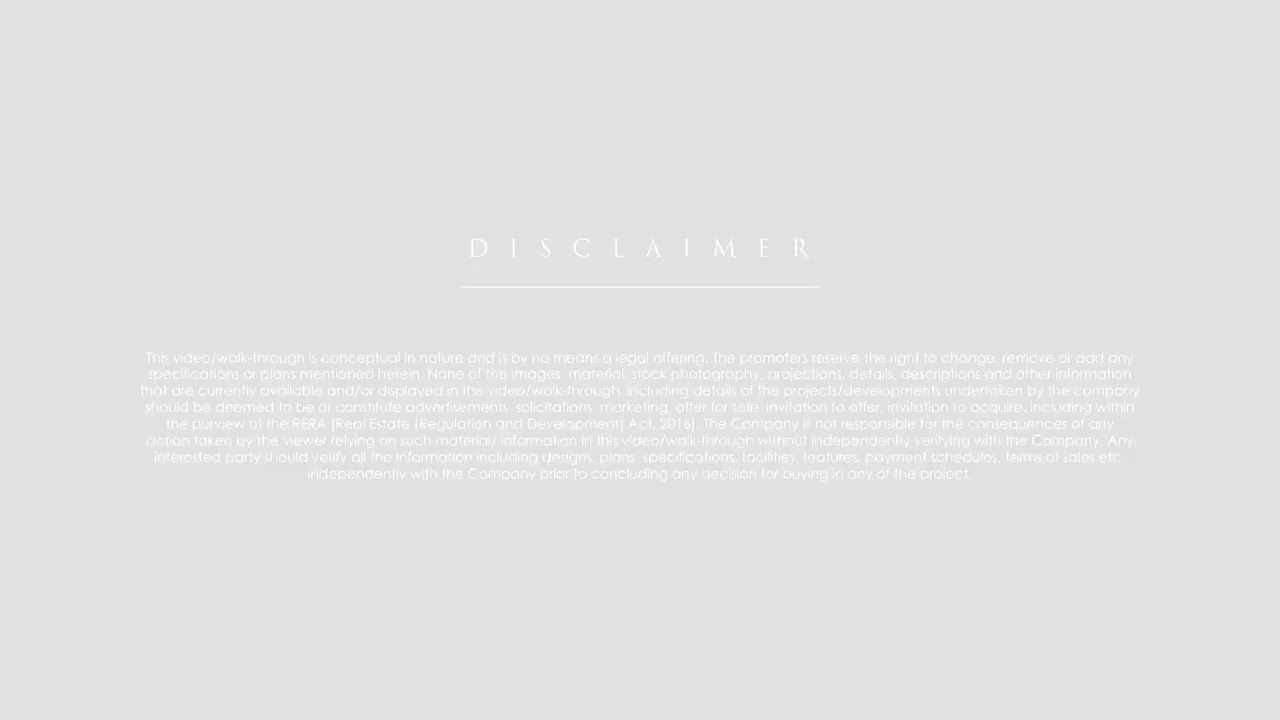 DISCLAIMER
This video/walk-through is conceptual in nature and is by no means a legal offering. The promoters reserve the right to change, remove or add any
specifications or plans mentioned herein. None of the images, material, stock photography, projections, details, descriptions and other information
that are currently available and/or displayed in this video/walk-through, including details of the projects/developments undertaken by the company
should be deemed to be or constitute advertisements, solicitations, marketing, offer for sale, invitation to offer, invitation to acquire, including within
the purview of the RERA [Real Estate (Regulation and Development) Act, 2016]. The Company is not responsible for the consequences of any
action taken by the viewer relying on such material/ information in this video/walk-through without independently verifying with the Company. Any
interested party should verify all the information including designs, plans, specifications, facilities, features, payment schedules, terms of sales etc.
independently with the Company prior to concluding any decision for buying in any of the project.